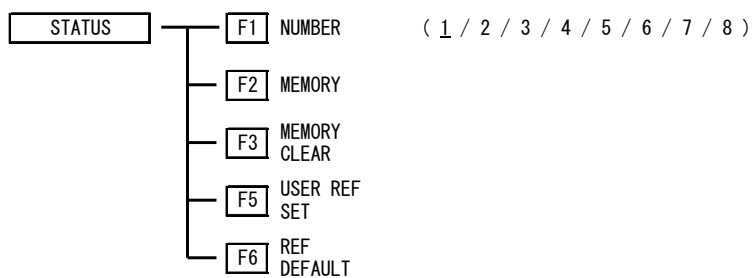 STATUS F1 NUMBER ( 1 / 2 / 3 / 4 / 5 / 6 / 7 / 8 )
F2 MEMORY
F3 MEMORY
CLEAR
F5 USER REF
SET
F6 REF
DEFAULT